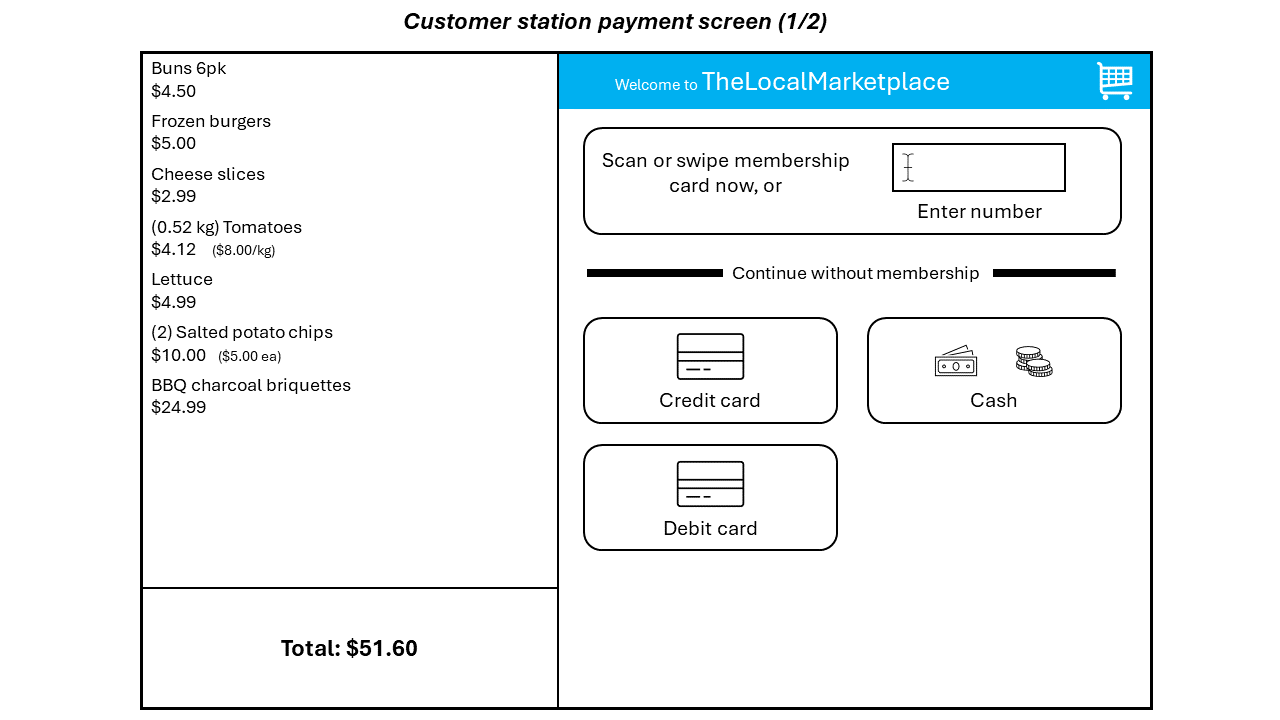 Customer station payment screen (1/2)
Buns 6pk
$4.50
Frozen burgers
$5.00
Cheese slices
$2.99
(0.52 kg) Tomatoes
$4.12 ($8.00/kg)
Lettuce
$4.99
(2) Salted potato chips
$10.00 ($5.00 ea)
BBQ charcoal briquettes
$24.99
Total: $51.60
Welcome to TheLocalMarketplace
Scan or swipe membership
card now, or
Enter number
Continue without membership
Credit card
Cash
Debit card